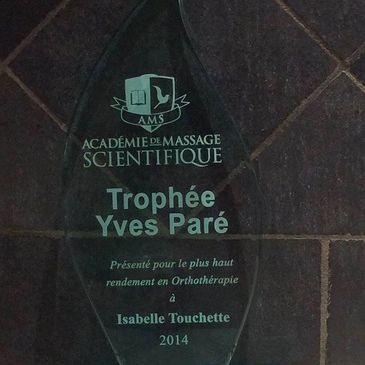 AMS
ACADÉMIE DE MASSAGE
SCIENTIFIQUE
Trophée
Yves Paré
Présenté pour le plus haut
rendement en Orthothérapie
à
Isabelle Touchette
2014